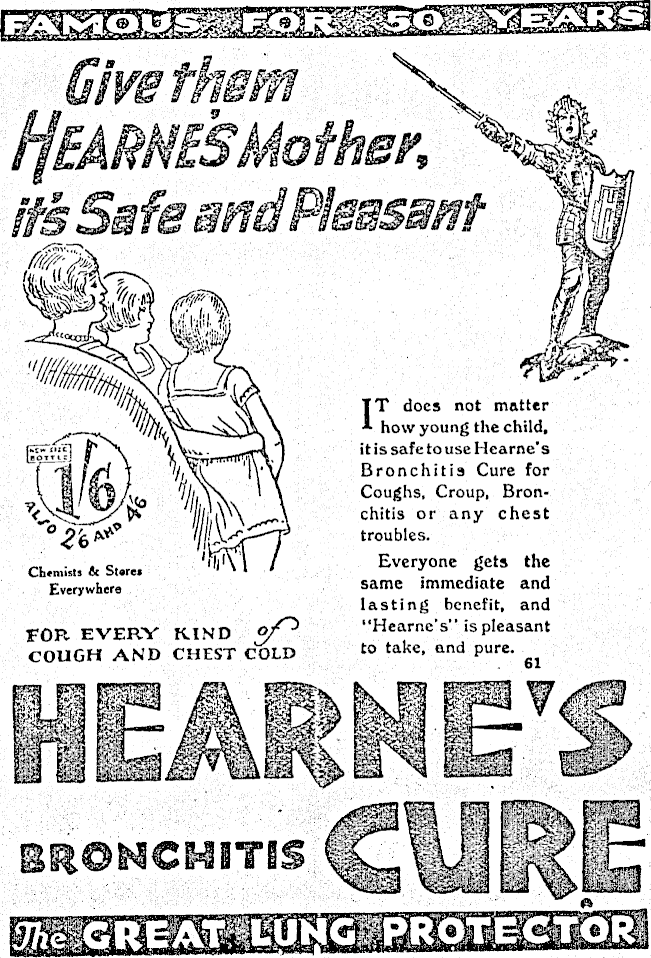 FAMOUS FOR 50 YEARS
Give them
HEARNE'S Mother,
it's Safe and Pleasant
H
IT does not matter
how young the child,
it is safe to use Hearne's
Bronchitis Cure for
Coughs, Croup, Bron-
chitis or any chest
troubles.
Everyone gets the
same immediate and
lasting benefit, and
"Hearne's" is pleasant
to take, and pure.
61
NEW SIZE
BOTTLE
1/6
ALSO 2'6 AND 4'6
Chemists & Stores
Everywhere
FOR EVERY KIND of
COUGH AND CHEST COLD
HEARNE'S
BRONCHITIS CURE
The GREAT LUNG PROTECTOR